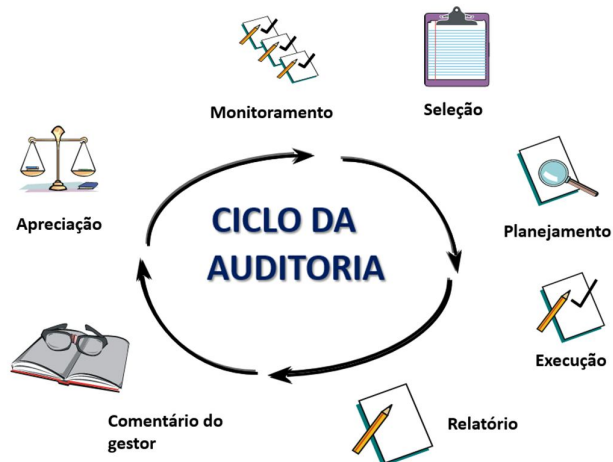 Monitoramento
Seleção
Apreciação
CICLO DA
AUDITORIA
Planejamento
Execução
Comentário do
gestor
Relatório